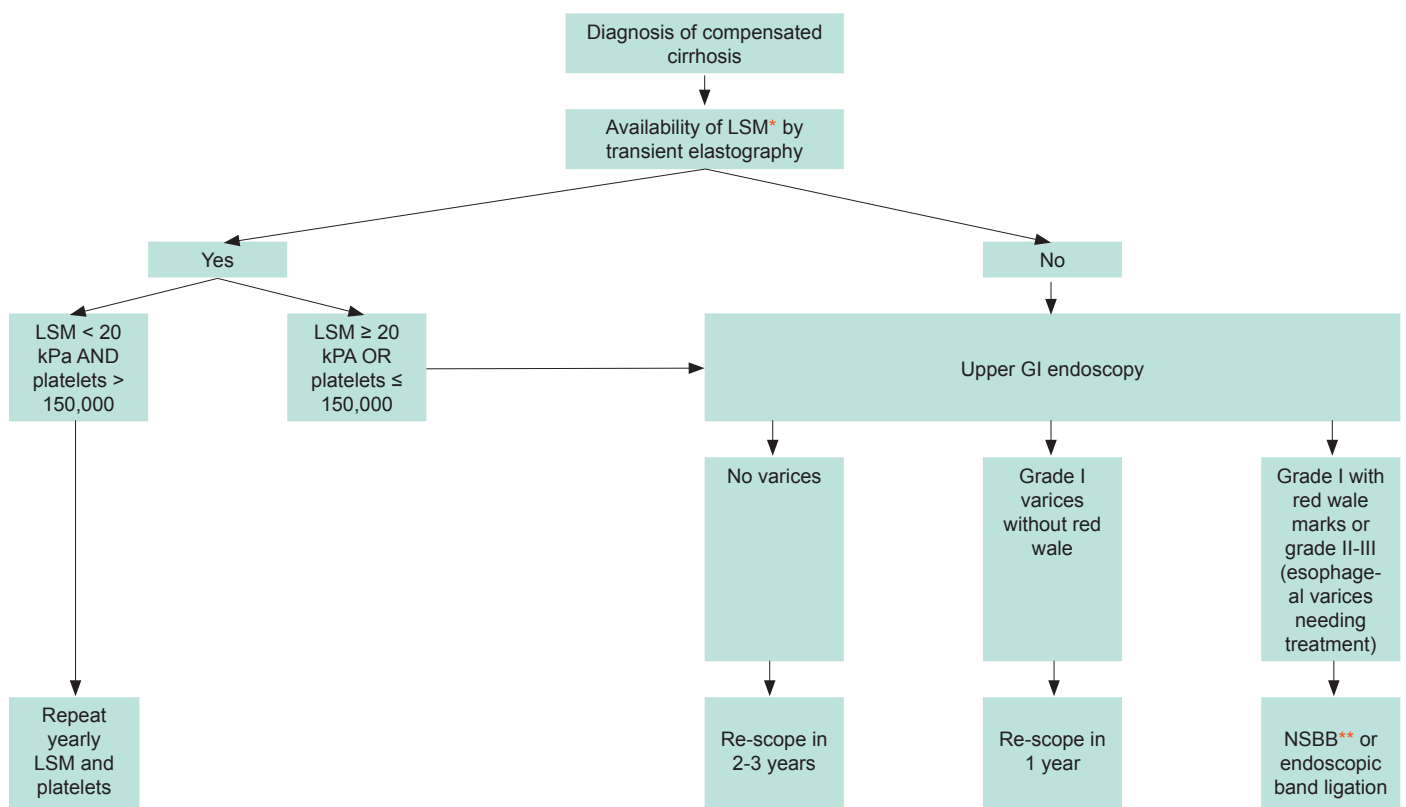 Diagnosis of compensated
cirrhosis
Availability of LSM* by
transient elastography
Yes
No
LSM < 20
kPa AND
platelets >
150,000
LSM ≥ 20
kPA OR
platelets ≤
150,000
Upper GI endoscopy
No varices
Grade I
varices
without red
wale
Grade I with
red wale
marks or
grade II-III
(esophage-
al varices
needing
treatment)
Repeat
yearly
LSM and
platelets
Re-scope in
2-3 years
Re-scope in
1 year
NSBB** or
endoscopic
band ligation